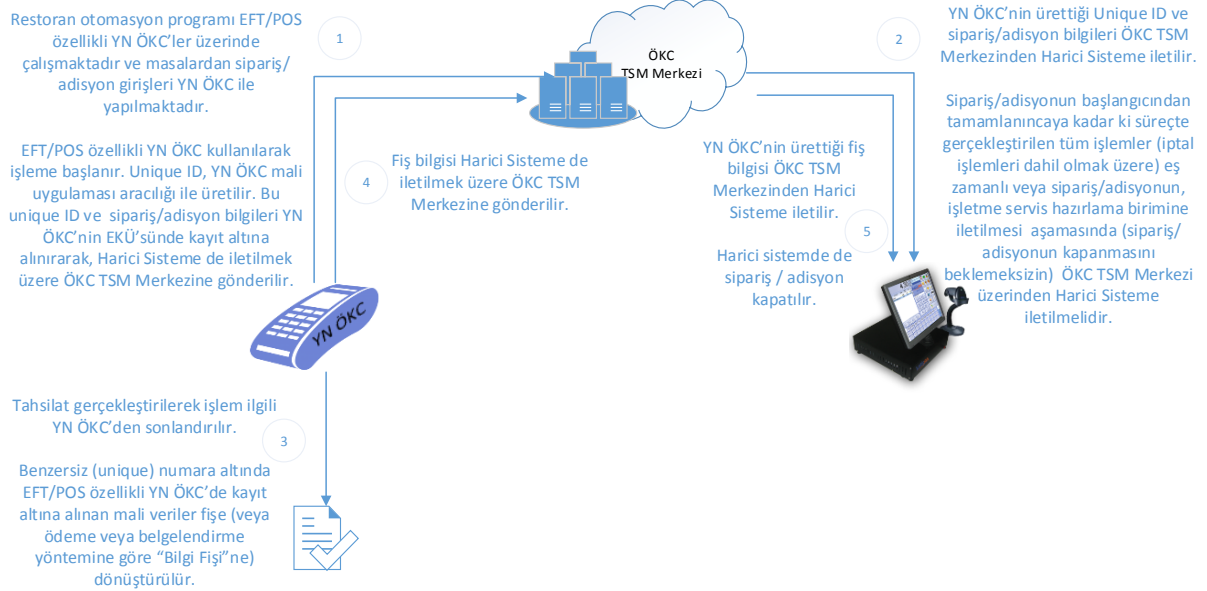 Restoran otomasyon programı EFT/POS
özellikli YN ÖKC’ler üzerinde
çalışmaktadır ve masalardan sipariş/
adisyon girişleri YN ÖKC ile
yapılmaktadır.
EFT/POS özellikli YN ÖKC kullanılarak
işleme başlanır. Unique ID, YN ÖKC mali
uygulaması aracılığı ile üretilir. Bu
unique ID ve sipariş/adisyon bilgileri YN
ÖKC’nin EKÜ’sünde kayıt altına
alınırarak, Harici Sisteme de iletilmek
üzere ÖKC TSM Merkezine gönderilir.
1
ÖKC
TSM Merkezi
2
YN ÖKC’nin ürettiği Unique ID ve
sipariş/adisyon bilgileri ÖKC TSM
Merkezinden Harici Sisteme iletilir.
Sipariş/adisyonun başlangıcından
tamamlanıncaya kadar ki süreçte
gerçekleştirilen tüm işlemler (iptal
işlemleri dahil olmak üzere) eş
zamanlı veya sipariş/adisyonun,
işletme servis hazırlama birimine
iletilmesi aşamasında (sipariş/
adisyonun kapanmasını
beklemeksizin) ÖKC TSM Merkezi
üzerinden Harici Sisteme
iletilmelidir.
4
Fiş bilgisi Harici Sisteme de
iletilmek üzere ÖKC TSM
Merkezine gönderilir.
YN ÖKC’nin ürettiği fiş
bilgisi ÖKC TSM
Merkezinden Harici
Sisteme iletilir.
5
Harici sistemde de
sipariş / adisyon
kapatılır.
YN ÖKC
Tahsilat gerçekleştirilerek işlem ilgili
YN ÖKC’den sonlandırılır.
3
Benzersiz (unique) numara altında
EFT/POS özellikli YN ÖKC’de kayıt
altına alınan mali veriler fişe (veya
ödeme veya belgelendirme
yöntemine göre “Bilgi Fişi”ne)
dönüştürülür.